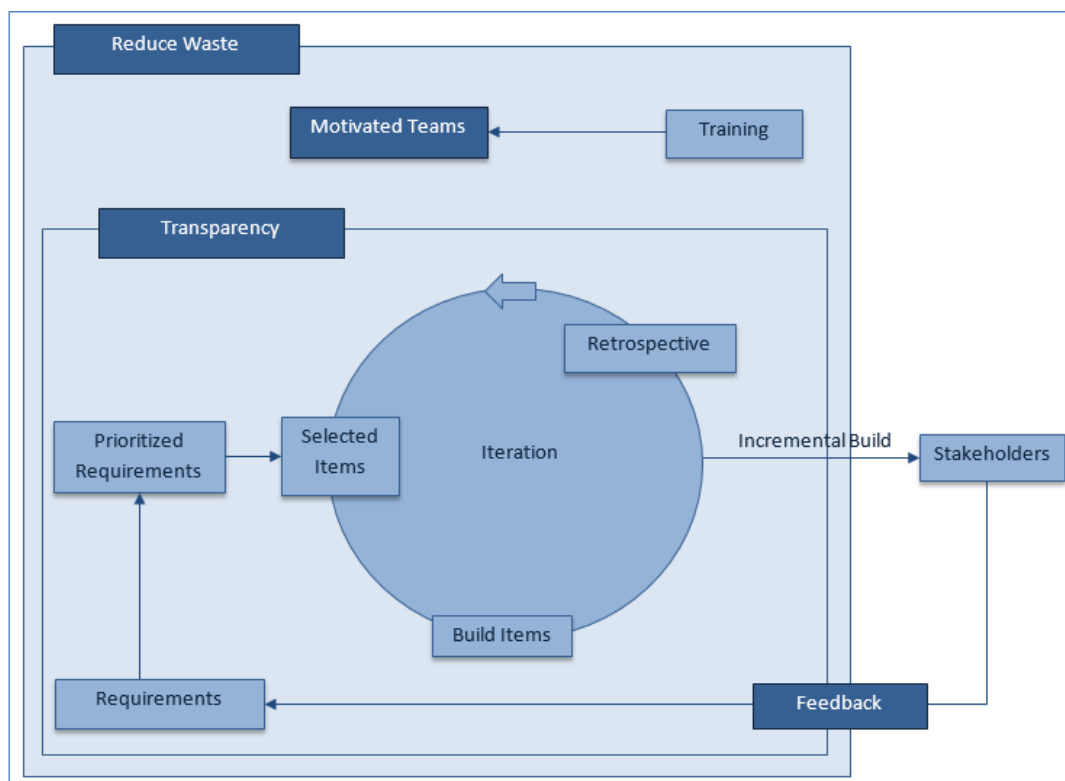 Reduce Waste
Motivated Teams
Training
Transparency
Retrospective
Prioritized
Requirements
Selected
Items
Iteration
Incremental Build
Stakeholders
Build Items
Requirements
Feedback